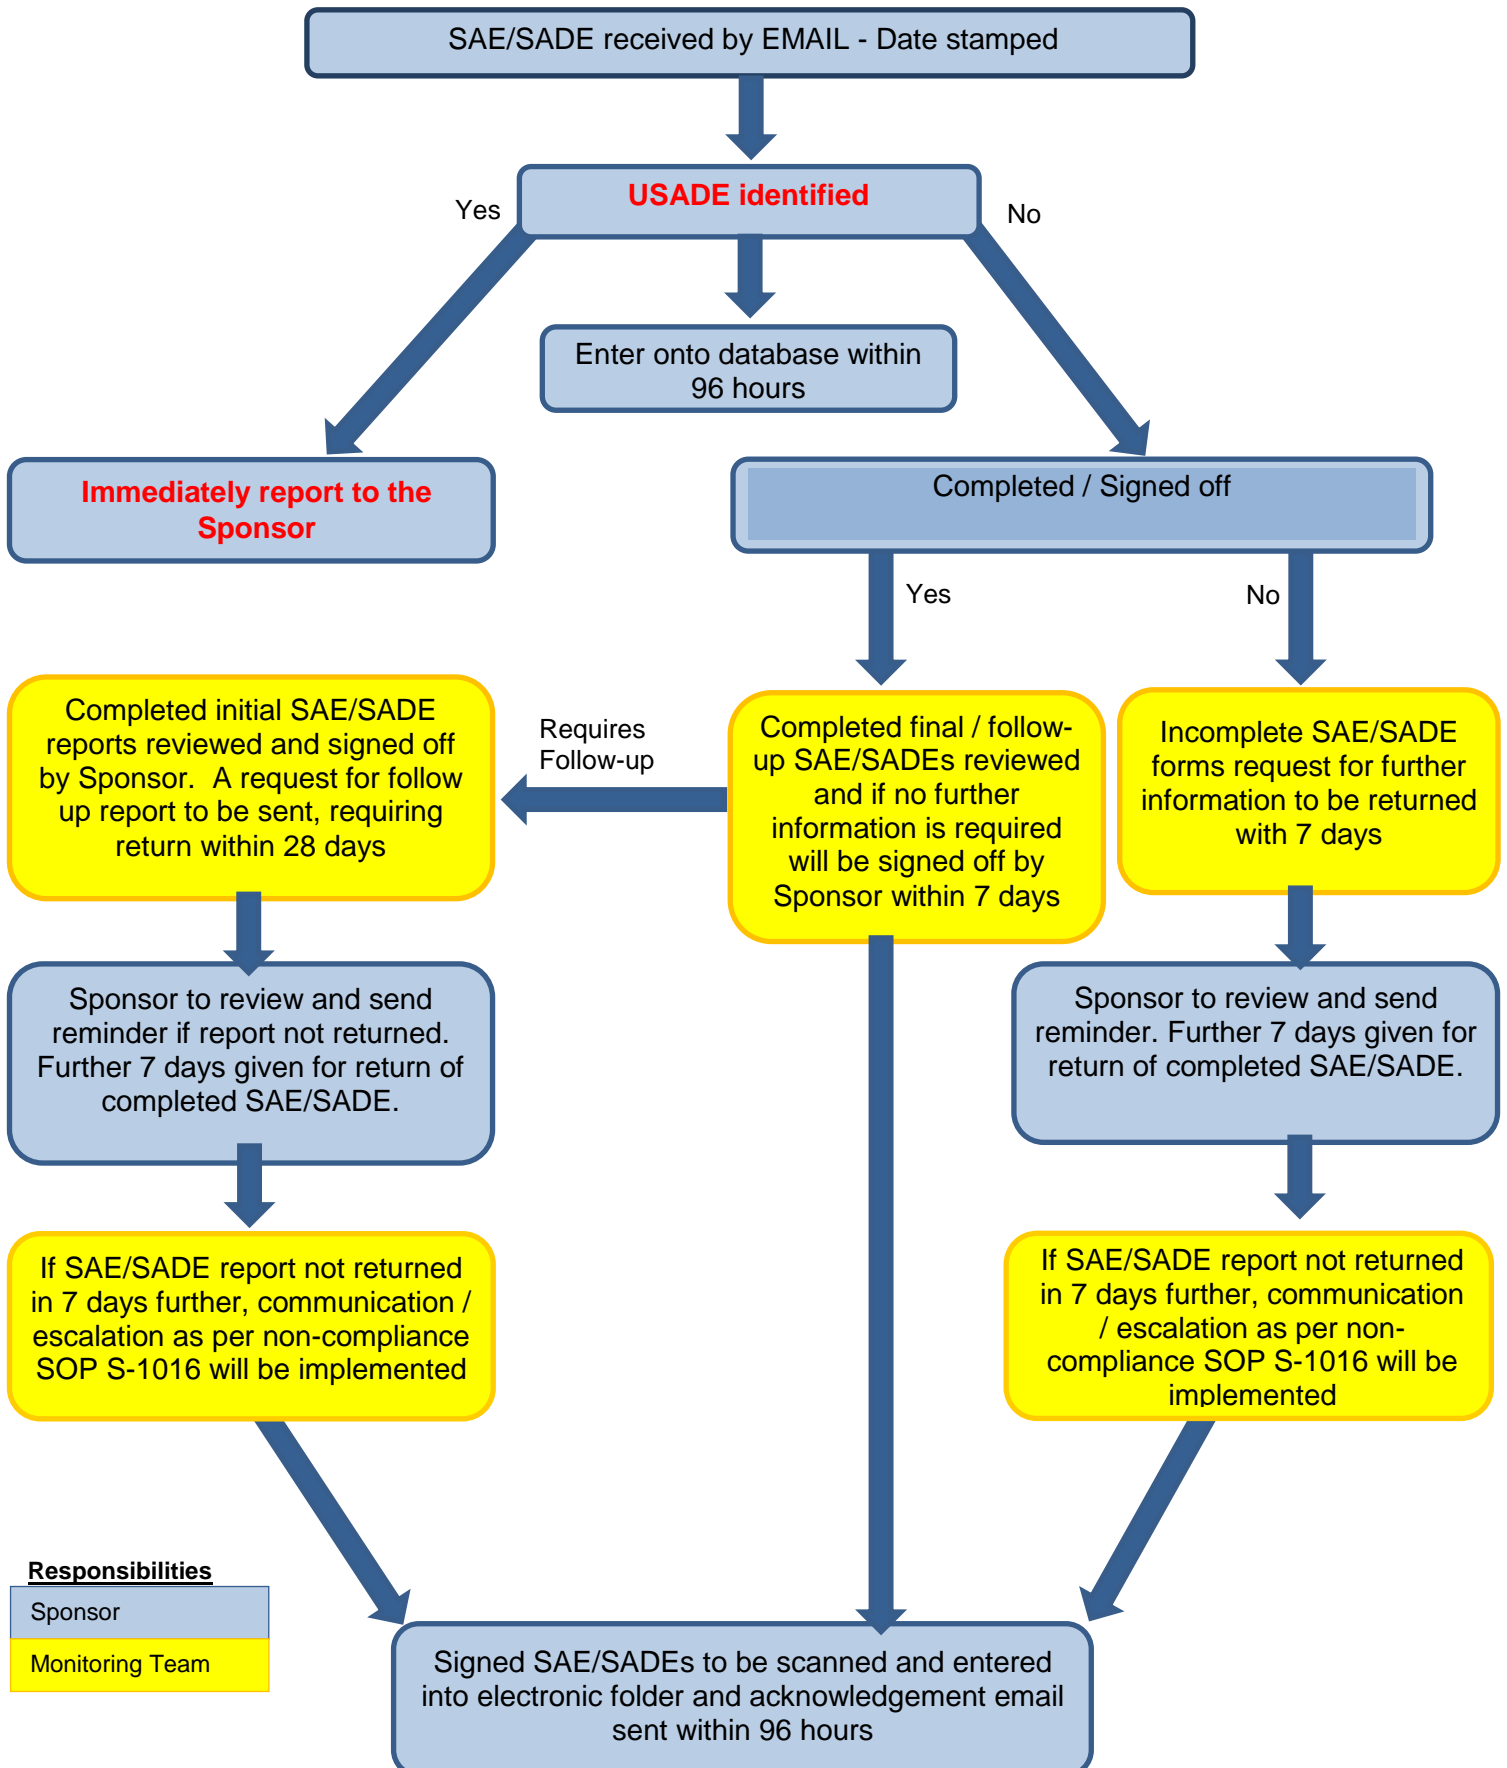 SAE/SADE received by EMAIL - Date stamped
USADE identified
Yes
No
Enter onto database within
96 hours
Immediately report to the
Sponsor
Completed / Signed off
Yes
No
Completed initial SAE/SADE
reports reviewed and signed off
by Sponsor. A request for follow
up report to be sent, requiring
return within 28 days
Requires
Follow-up
Completed final / follow-
up SAE/SADEs reviewed
and if no further
information is required
will be signed off by
Sponsor within 7 days
Incomplete SAE/SADE
forms request for further
information to be returned
with 7 days
Sponsor to review and send
reminder if report not returned.
Further 7 days given for return of
completed SAE/SADE.
Sponsor to review and send
reminder. Further 7 days given for
return of completed SAE/SADE.
If SAE/SADE report not returned
in 7 days further, communication /
escalation as per non-compliance
SOP S-1016 will be implemented
If SAE/SADE report not returned
in 7 days further, communication
/ escalation as per non-
compliance SOP S-1016 will be
implemented
Responsibilities
Sponsor
Monitoring Team
Signed SAE/SADEs to be scanned and entered
into electronic folder and acknowledgement email
sent within 96 hours